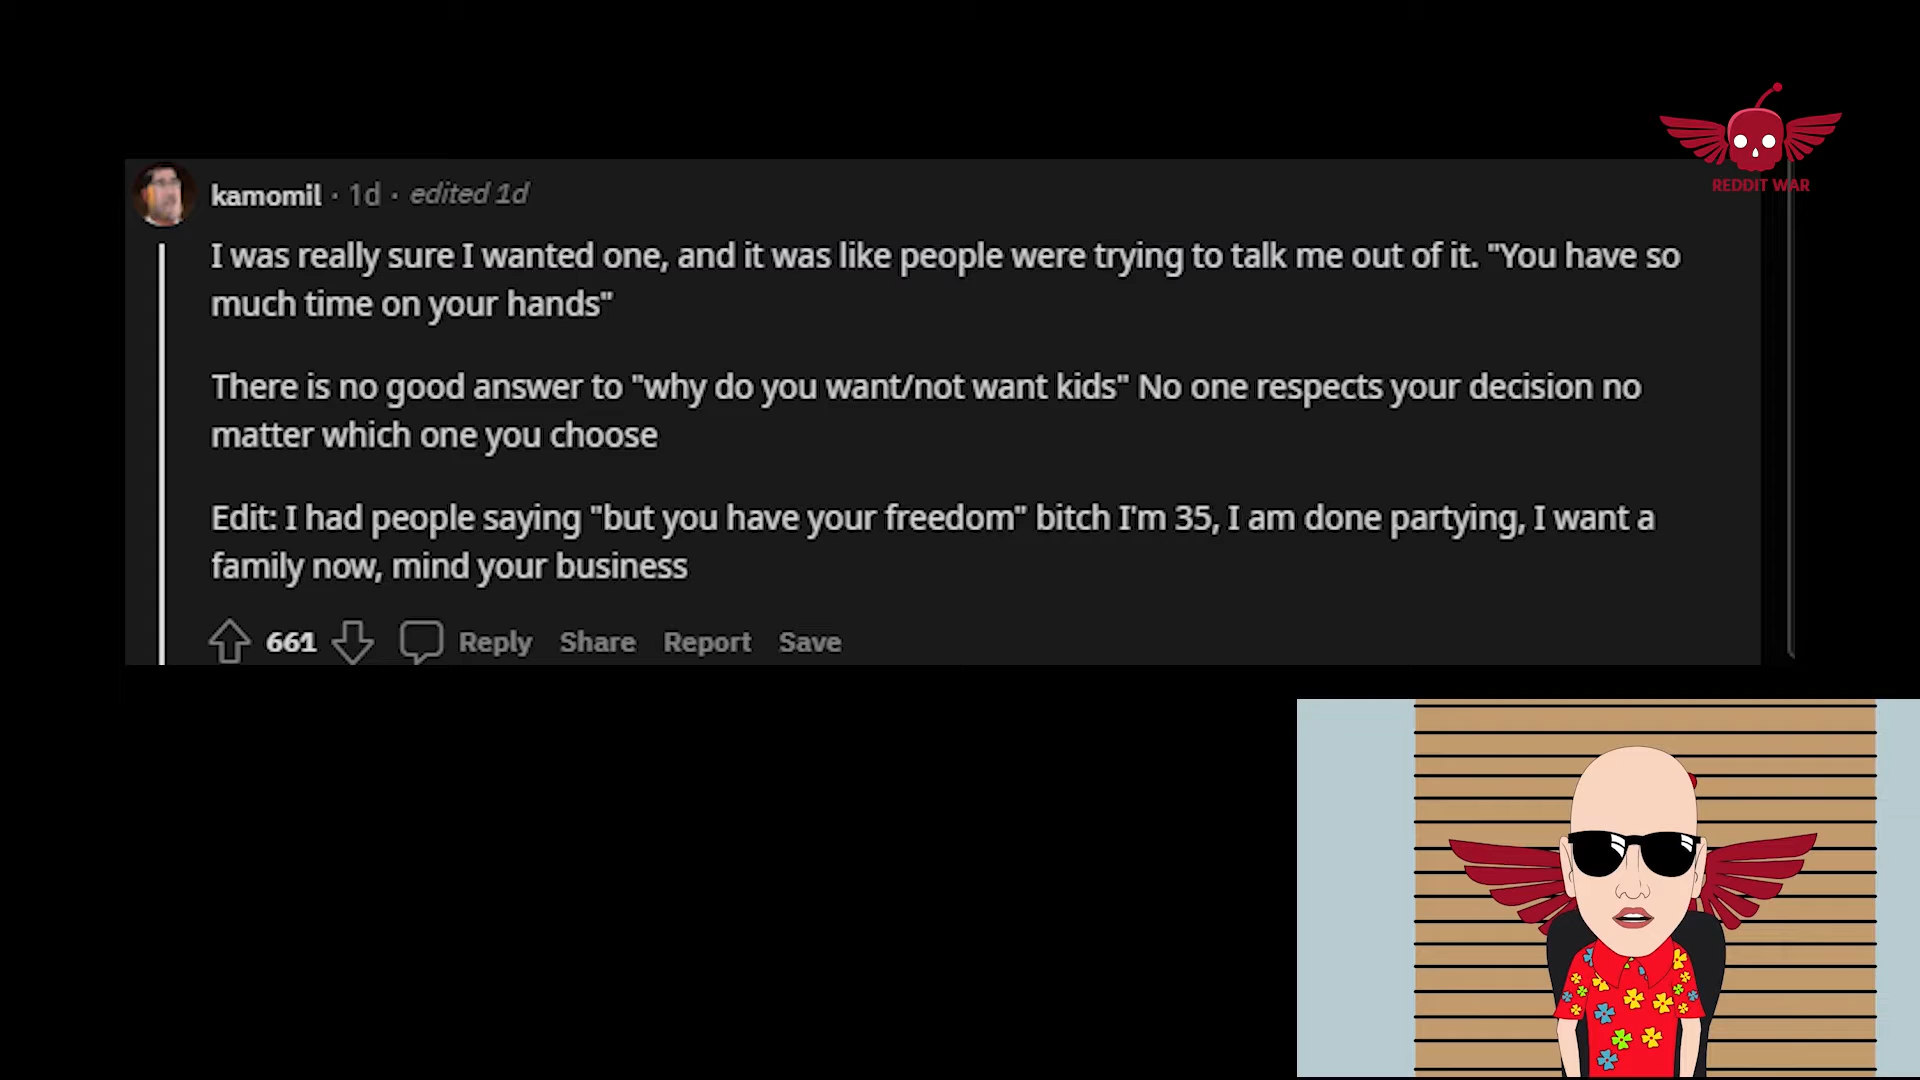 REDDIT WAR
kamomil · 1d · edited 1d
I was really sure I wanted one, and it was like people were trying to talk me out of it. "You have so
much time on your hands"
There is no good answer to "why do you want/not want kids" No one respects your decision no
matter which one you choose
Edit: I had people saying "but you have your freedom" bitch I'm 35, I am done partying, I want a
family now, mind your business
661 Reply Share Report Save